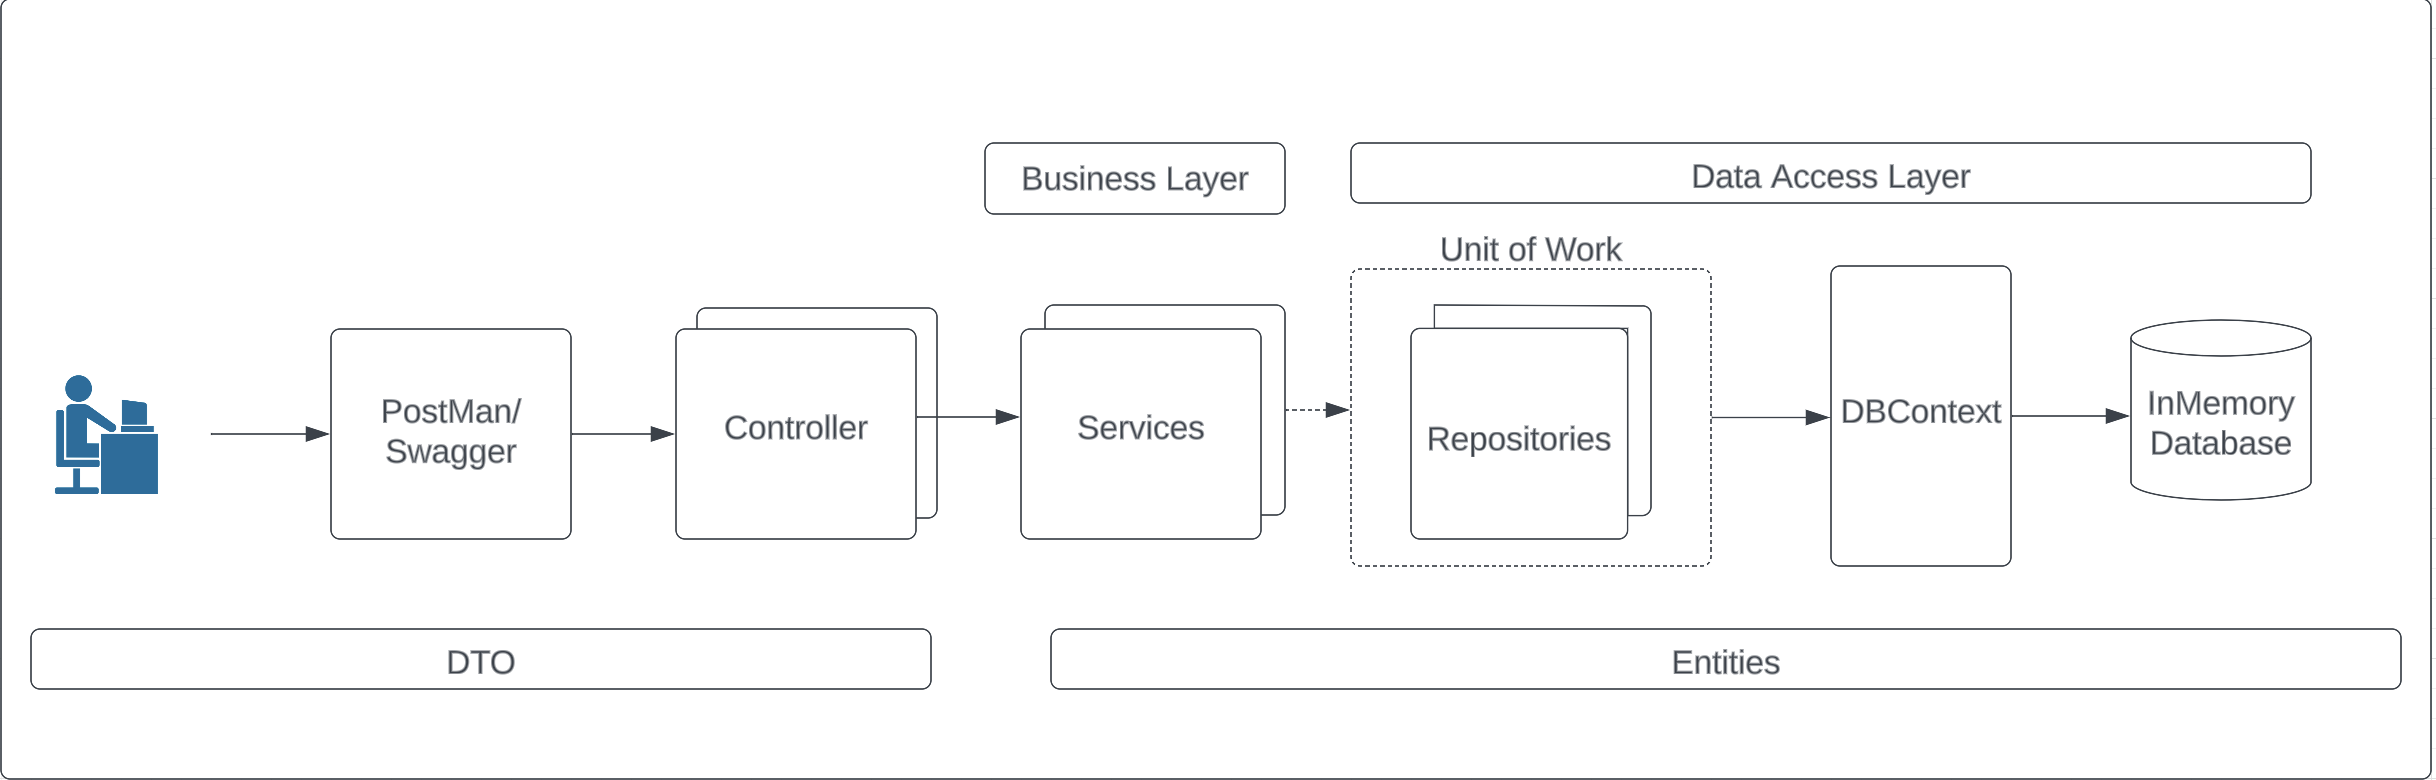 Business Layer
Data Access Layer
Unit of Work
PostMan/
Swagger
Controller
Services
Repositories
DBContext
InMemory
Database
DTO
Entities